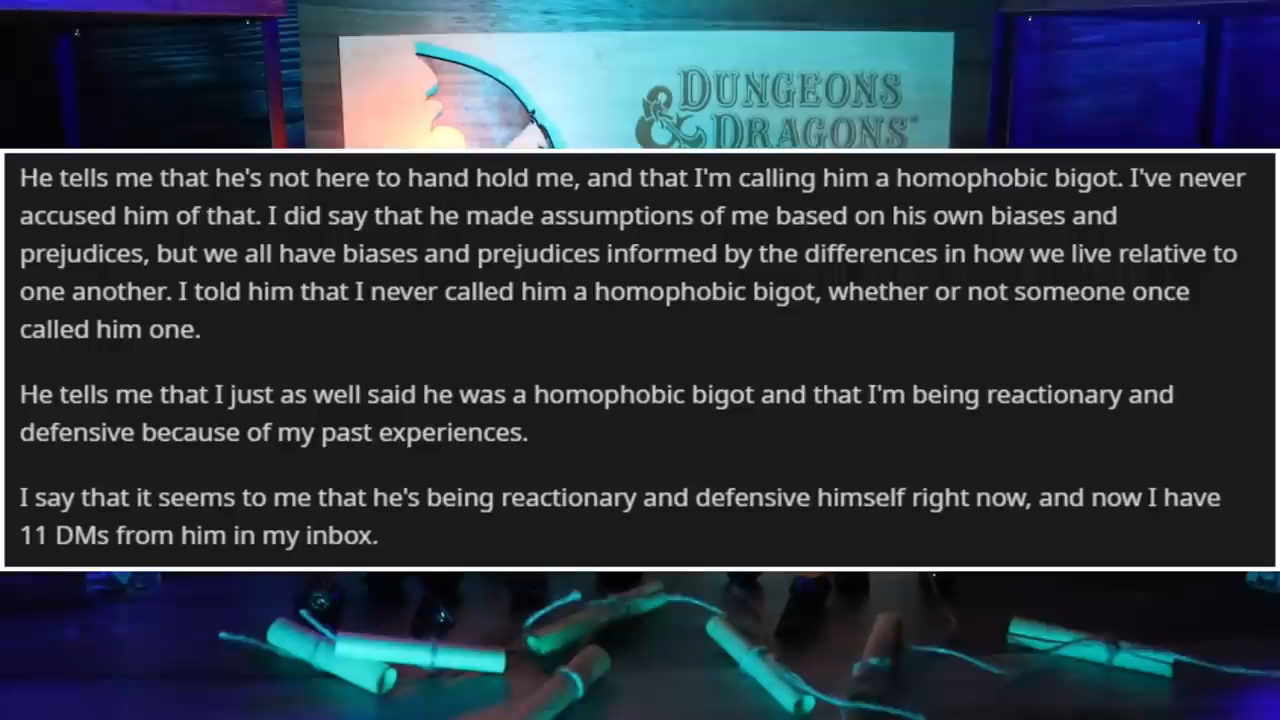 DUNGEONS
& DRAGONS™
He tells me that he's not here to hand hold me, and that I'm calling him a homophobic bigot. I've never
accused him of that. I did say that he made assumptions of me based on his own biases and
prejudices, but we all have biases and prejudices informed by the differences in how we live relative to
one another. I told him that I never called him a homophobic bigot, whether or not someone once
called him one.
He tells me that I just as well said he was a homophobic bigot and that I'm being reactionary and
defensive because of my past experiences.
I say that it seems to me that he's being reactionary and defensive himself right now, and now I have
11 DMs from him in my inbox.